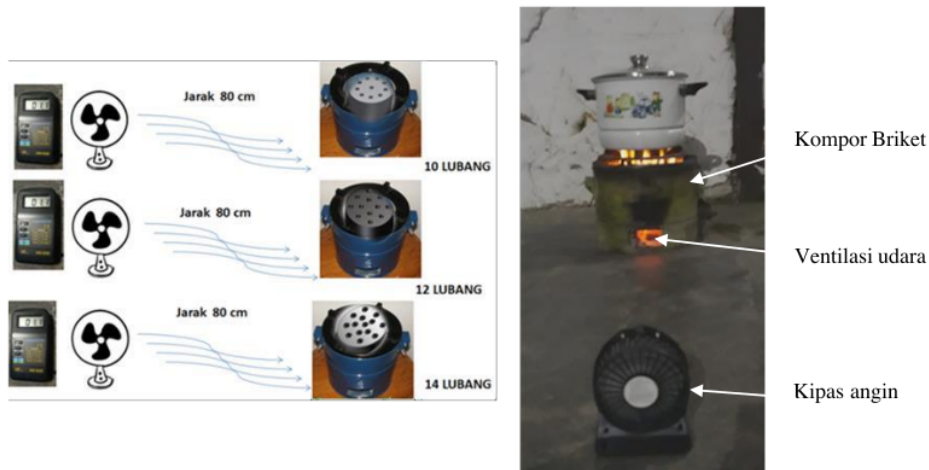 Jarak 80 cm
10 LUBANG
Jarak 80 cm
12 LUBANG
Jarak 80 cm
14 LUBANG
Kompor Briket
Ventilasi udara
Kipas angin